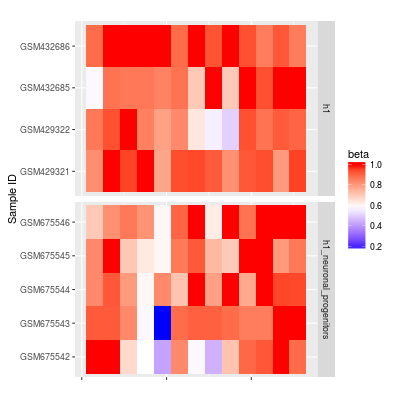 GSM432686
GSM432685
GSM429322
GSM429321
h1
GSM675546
GSM675545
GSM675544
GSM675543
GSM675542
h1_neuronal_progenitors
Sample ID
beta
1.0
0.8
0.6
0.4
0.2